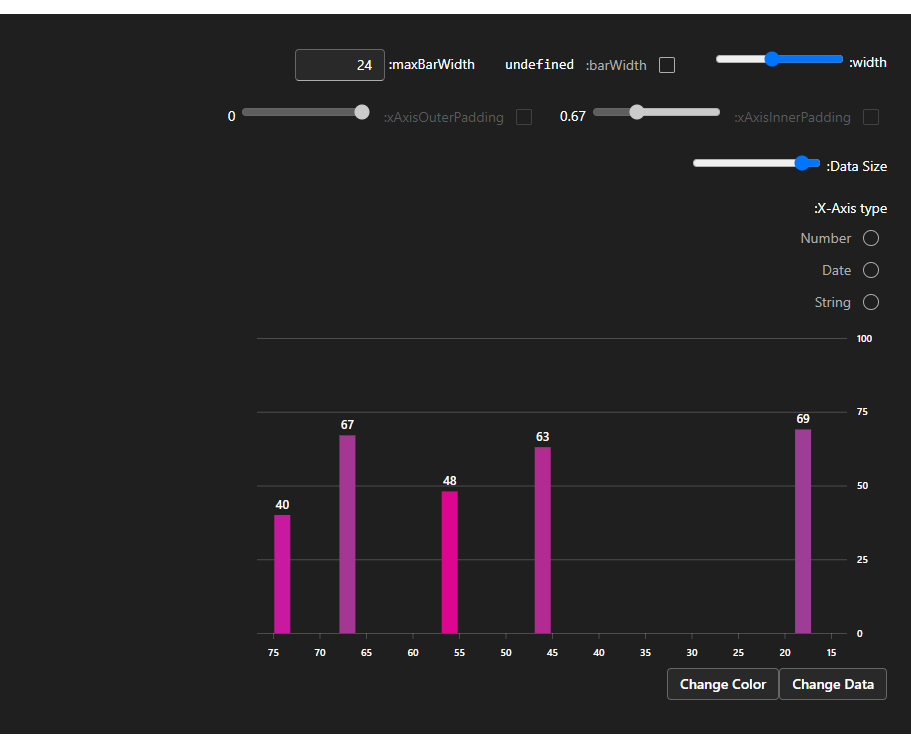 width: barWidth: undefined maxBarWidth: 24
xAxisInnerPadding: 0.67 xAxisOuterPadding: 0
Data Size:
X-Axis type:
Number
Date
String
100
75
50
25
0
40 67 48 63 69
75 70 65 60 55 50 45 40 35 30 25 20 15
Change Color Change Data